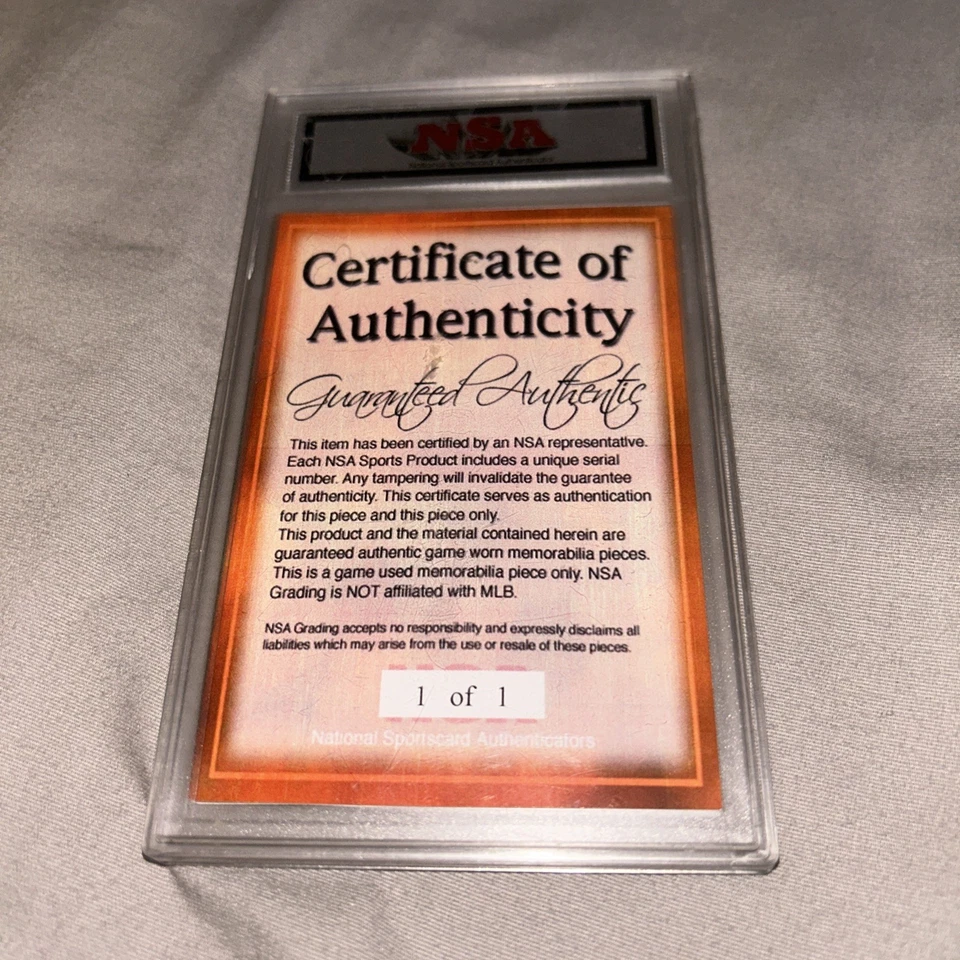 NSA
National Sportscard Authenticators
Certificate of
Authenticity
Guaranteed Authentic
This item has been certified by an NSA representative.
Each NSA Sports Product includes a unique serial
number. Any tampering will invalidate the guarantee
of authenticity. This certificate serves as authentication
for this piece and this piece only.
This product and the material contained herein are
guaranteed authentic game worn memorabilia pieces.
This is a game used memorabilia piece only. NSA
Grading is NOT affiliated with MLB.
NSA Grading accepts no responsibility and expressly disclaims all
liabilities which may arise from the use or resale of these pieces.
NSA
1 of 1
National Sportscard Authenticators